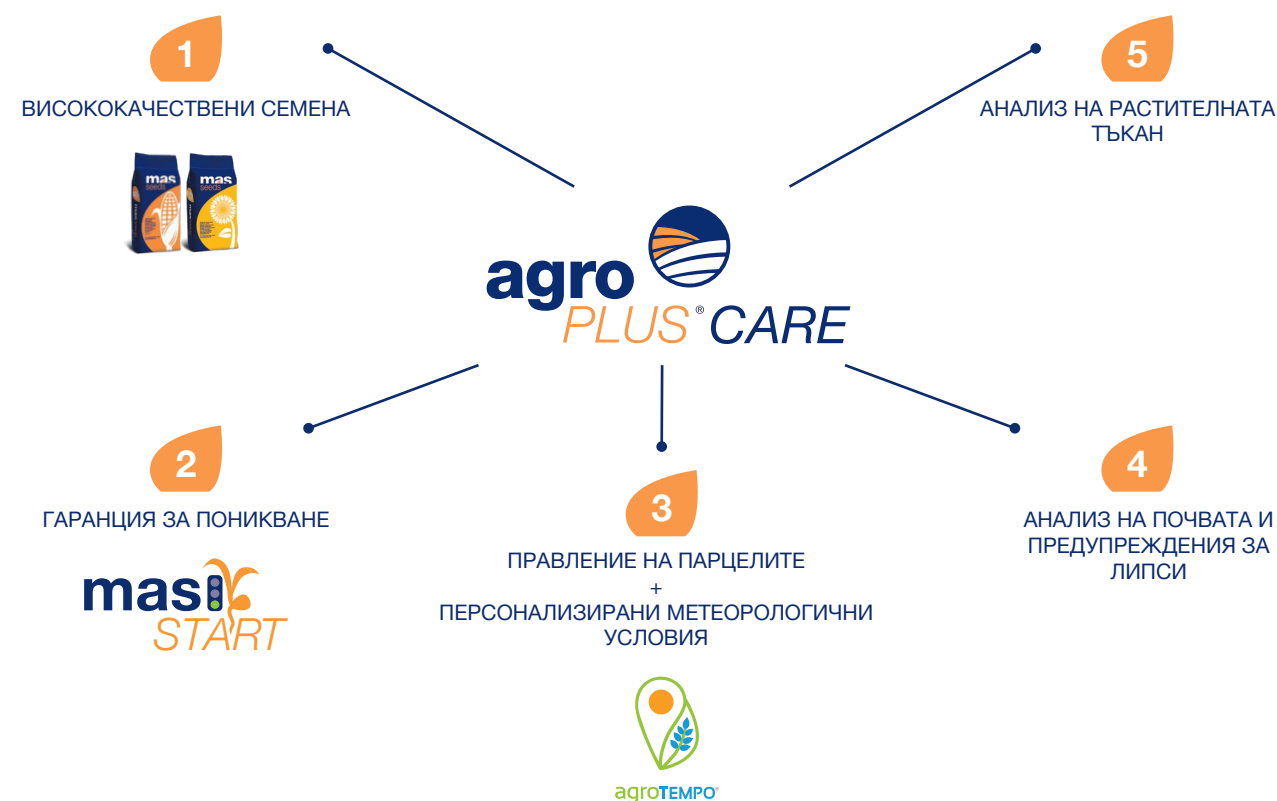 1
ВИСОКОКАЧЕСТВЕНИ СЕМЕНА
mas
seeds
mas
seeds
5
АНАЛИЗ НА РАСТИТЕЛНАТА
ТЪКАН
agro
PLUS® CARE
2
ГАРАНЦИЯ ЗА ПОНИКВАНЕ
mas
START
3
ПРАВЛЕНИЕ НА ПАРЦЕЛИТЕ
+
ПЕРСОНАЛИЗИРАНИ МЕТЕОРОЛОГИЧНИ
УСЛОВИЯ
agroTEMPO®
4
АНАЛИЗ НА ПОЧВАТА И
ПРЕДУПРЕЖДЕНИЯ ЗА
ЛИПСИ